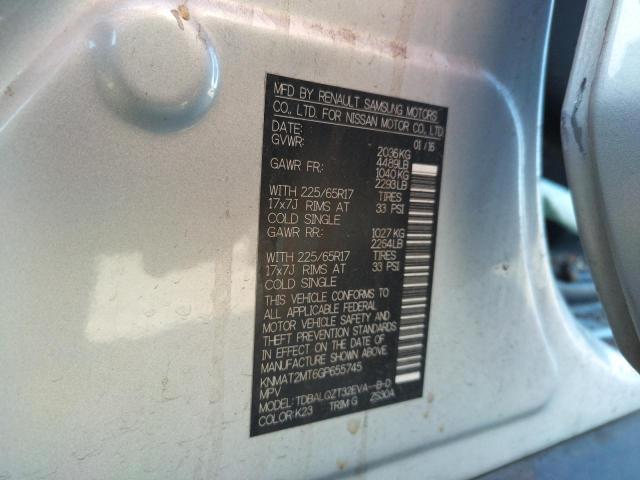 MFD BY RENAULT SAMSUNG MOTORS
CO., LTD. FOR NISSAN MOTOR CO., LTD.
DATE: 01 / 16
GVWR: 2036KG
4489LB
GAWR FR: 1040KG
2293LB
WITH 225/65R17 TIRES
17x7J RIMS AT 33 PSI
COLD SINGLE
GAWR RR: 1027 KG
2264LB
WITH 225/65R17 TIRES
17x7J RIMS AT 33 PSI
COLD SINGLE
THIS VEHICLE CONFORMS TO
ALL APPLICABLE FEDERAL
MOTOR VEHICLE SAFETY AND
THEFT PREVENTION STANDARDS
IN EFFECT ON THE DATE OF
MANUFACTURE SHOWN ABOVE.
KNMAT2MT6GP655745
MPV
MODEL: TDBALQZT32EVA--B-D
COLOR: K23 TRIM G ZS30A